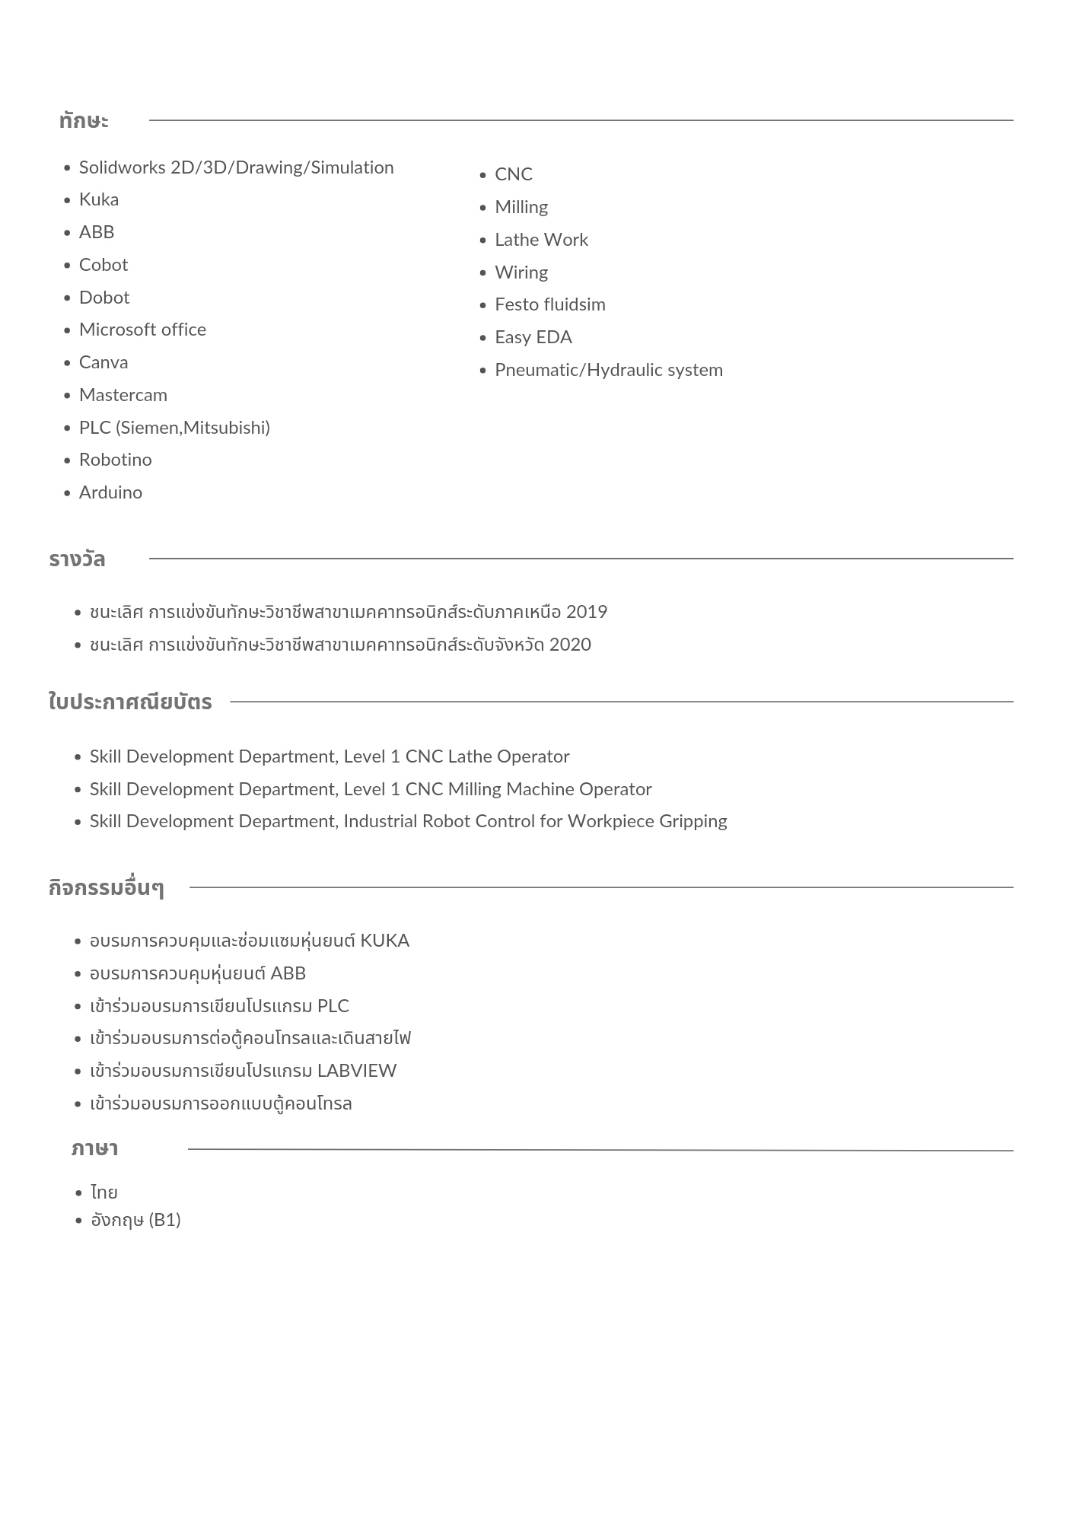 ทักษะ
• Solidworks 2D/3D/Drawing/Simulation
• Kuka
• ABB
• Cobot
• Dobot
• Microsoft office
• Canva
• Mastercam
• PLC (Siemen,Mitsubishi)
• Robotino
• Arduino
• CNC
• Milling
• Lathe Work
• Wiring
• Festo fluidsim
• Easy EDA
• Pneumatic/Hydraulic system
รางวัล
• ชนะเลิศ การแข่งขันทักษะวิชาชีพสาขาเมคคาทรอนิกส์ระดับภาคเหนือ 2019
• ชนะเลิศ การแข่งขันทักษะวิชาชีพสาขาเมคคาทรอนิกส์ระดับจังหวัด 2020
ใบประกาศณียบัตร
• Skill Development Department, Level 1 CNC Lathe Operator
• Skill Development Department, Level 1 CNC Milling Machine Operator
• Skill Development Department, Industrial Robot Control for Workpiece Gripping
กิจกรรมอื่นๆ
• อบรมการควบคุมและซ่อมแซมหุ่นยนต์ KUKA
• อบรมการควบคุมหุ่นยนต์ ABB
• เข้าร่วมอบรมการเขียนโปรแกรม PLC
• เข้าร่วมอบรมการต่อตู้คอนโทรลและเดินสายไฟ
• เข้าร่วมอบรมการเขียนโปรแกรม LABVIEW
• เข้าร่วมอบรมการออกแบบตู้คอนโทรล
ภาษา
• ไทย
• อังกฤษ (B1)